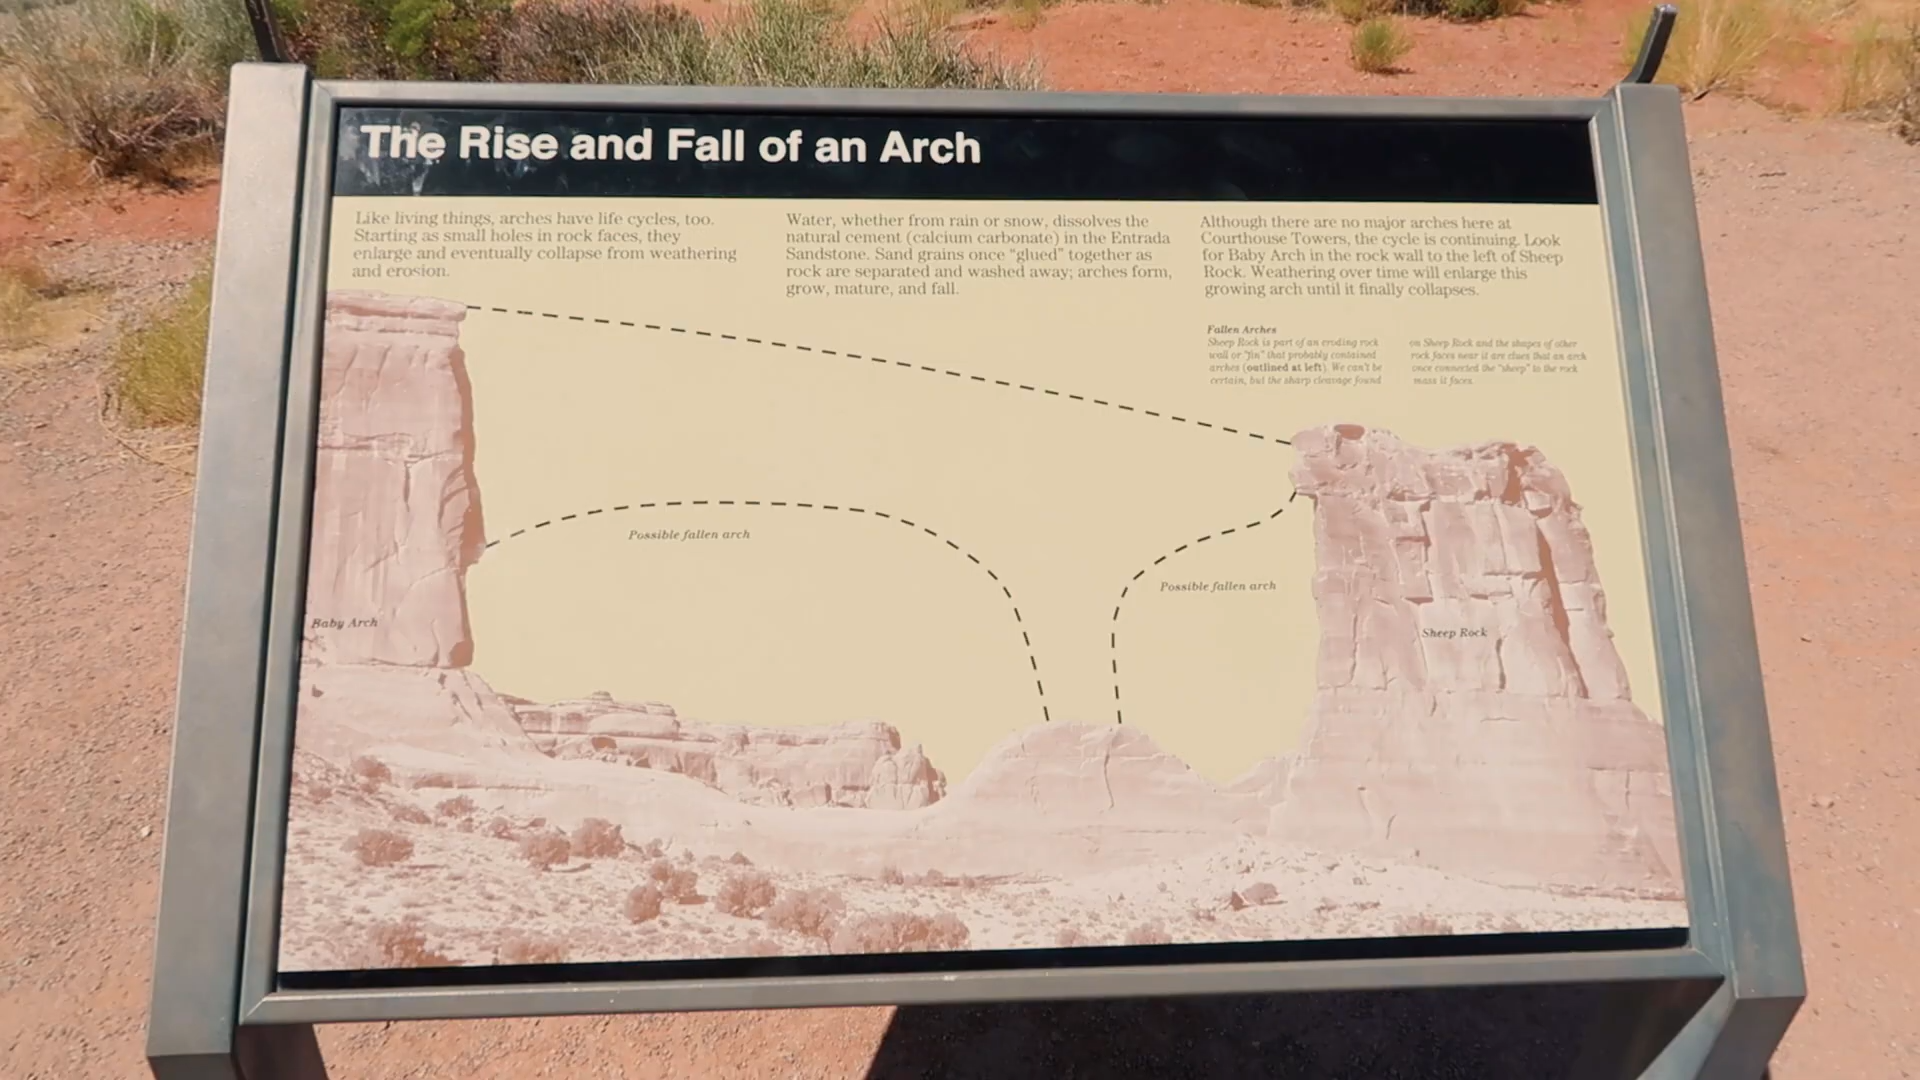 The Rise and Fall of an Arch
Like living things, arches have life cycles, too.
Starting as small holes in rock faces, they
enlarge and eventually collapse from weathering
and erosion.
Water, whether from rain or snow, dissolves the
natural cement (calcium carbonate) in the Entrada
Sandstone. Sand grains once “glued” together as
rock are separated and washed away; arches form,
grow, mature, and fall.
Although there are no major arches here at
Courthouse Towers, the cycle is continuing. Look
for Baby Arch in the rock wall to the left of Sheep
Rock. Weathering over time will enlarge this
growing arch until it finally collapses.
Fallen Arches
Sheep Rock is part of an eroding rock
wall or “fin” that probably contained
arches (outlined at left). We can't be
certain, but the sharp cleavage found
on Sheep Rock and the shapes of other
rock faces near it are clues that an arch
once connected the “sheep” to the rock
mass it faces.
Possible fallen arch
Possible fallen arch
Baby Arch
Sheep Rock